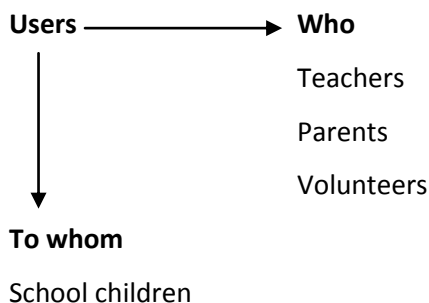 Users
Who
Teachers
Parents
Volunteers
To whom
School children